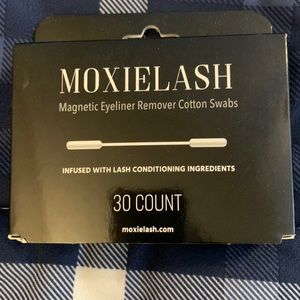 MOXIELASH
Magnetic Eyeliner Remover Cotton Swabs
INFUSED WITH LASH CONDITIONING INGREDIENTS
30 COUNT
moxielash.com